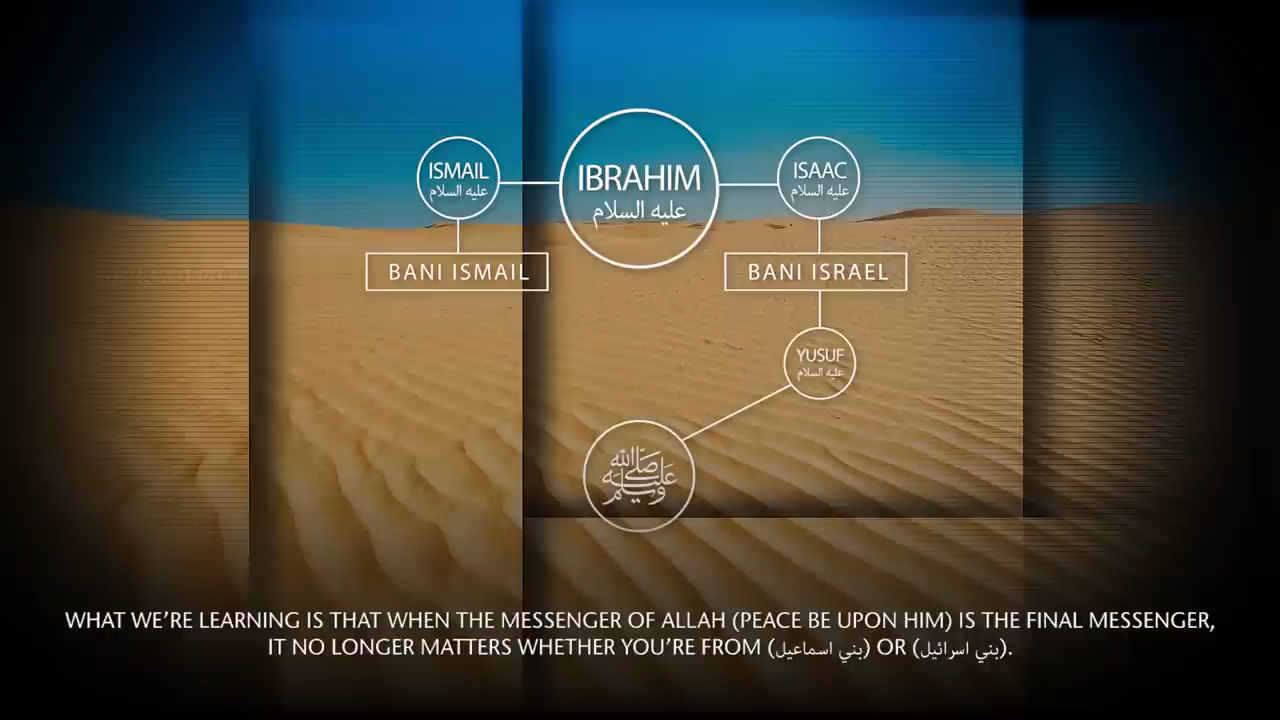 ISMAIL
عليه السلام
IBRAHIM
عليه السلام
ISAAC
عليه السلام
BANI ISMAIL
BANI ISRAEL
YUSUF
عليه السلام
صلى الله
عليه
وسلم
WHAT WE'RE LEARNING IS THAT WHEN THE MESSENGER OF ALLAH (PEACE BE UPON HIM) IS THE FINAL MESSENGER,
IT NO LONGER MATTERS WHETHER YOU'RE FROM (بني اسماعيل) OR (بني اسرائيل).